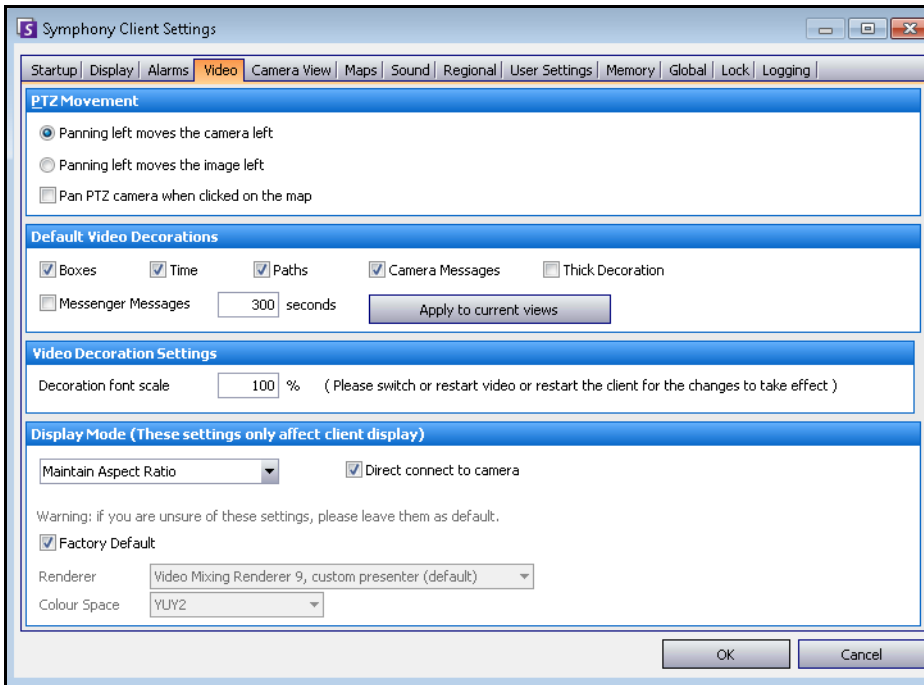 Symphony Client Settings
Startup Display Alarms Video Camera View Maps Sound Regional User Settings Memory Global Lock Logging
PTZ Movement
Panning left moves the camera left
Panning left moves the image left
Pan PTZ camera when clicked on the map
Default Video Decorations
Boxes Time Paths Camera Messages Thick Decoration
Messenger Messages 300 seconds Apply to current views
Video Decoration Settings
Decoration font scale 100 % ( Please switch or restart video or restart the client for the changes to take effect )
Display Mode (These settings only affect client display)
Maintain Aspect Ratio Direct connect to camera
Warning: if you are unsure of these settings, please leave them as default.
Factory Default
Renderer Video Mixing Renderer 9, custom presenter (default)
Colour Space YUY2
OK Cancel